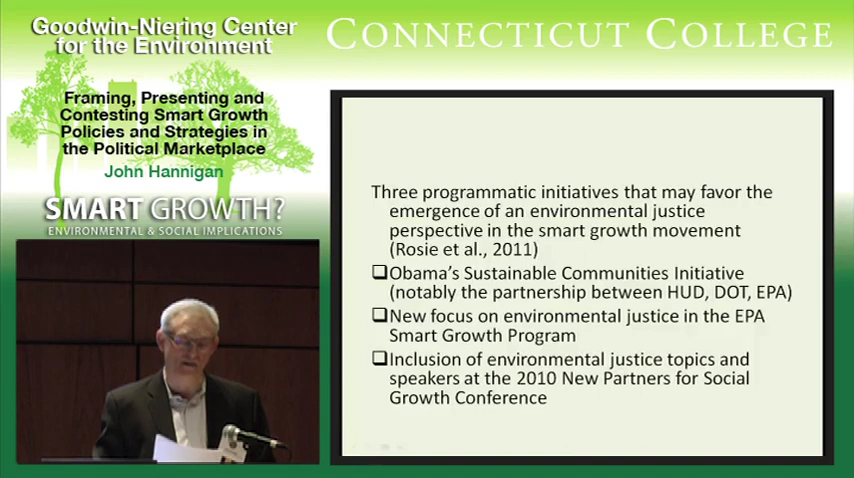 Goodwin-Niering Center
for the Environment
CONNECTICUT COLLEGE
Framing, Presenting and
Contesting Smart Growth
Policies and Strategies in
the Political Marketplace
John Hannigan
SMART GROWTH?
ENVIRONMENTAL & SOCIAL IMPLICATIONS
Three programmatic initiatives that may favor the
emergence of an environmental justice
perspective in the smart growth movement
(Rosie et al., 2011)
❑Obama's Sustainable Communities Initiative
(notably the partnership between HUD, DOT, EPA)
❑New focus on environmental justice in the EPA
Smart Growth Program
❑Inclusion of environmental justice topics and
speakers at the 2010 New Partners for Social
Growth Conference